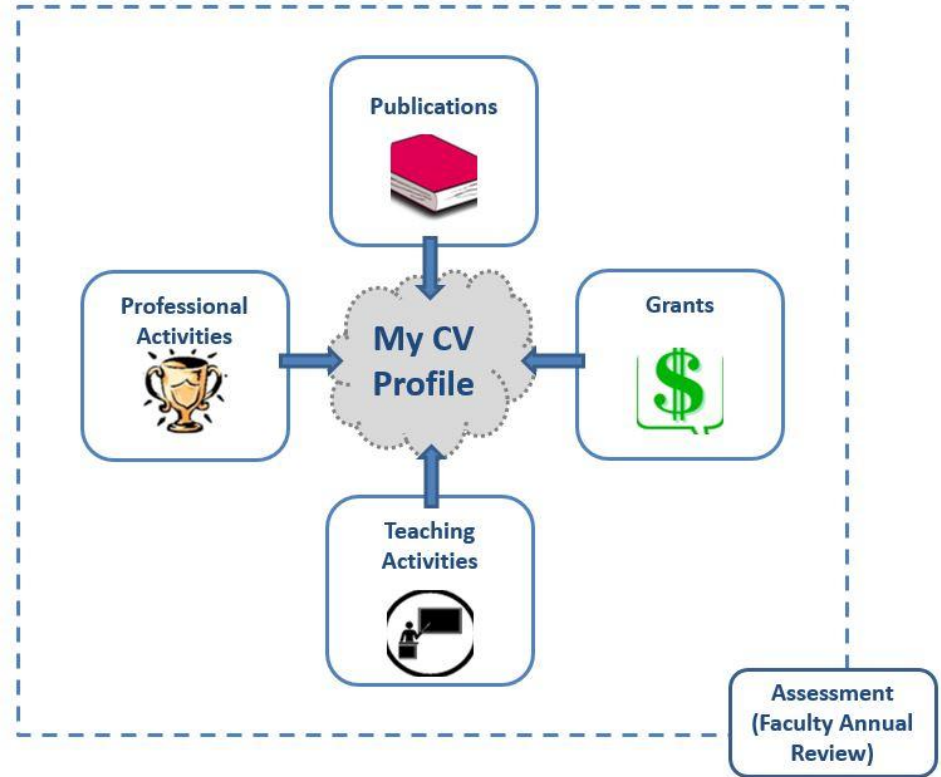 Publications
Professional
Activities
My CV
Profile
Grants
$
Teaching
Activities
Assessment
(Faculty Annual
Review)